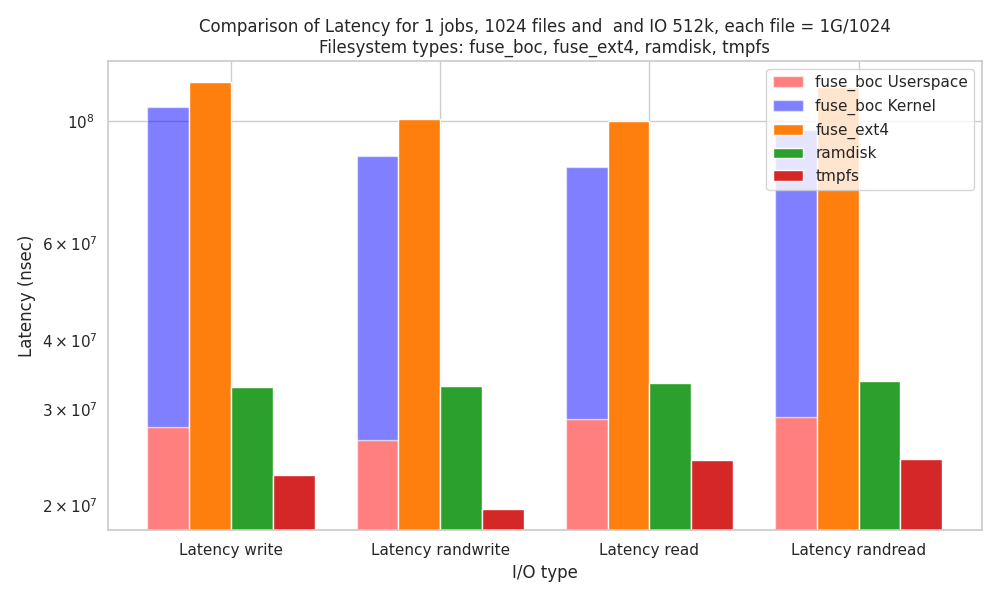 Comparison of Latency for 1 jobs, 1024 files and  and IO 512k, each file = 1G/1024
Filesystem types: fuse_boc, fuse_ext4, ramdisk, tmpfs
fuse_boc Userspace
fuse_boc Kernel
fuse_ext4
ramdisk
tmpfs
Latency (nsec)
10⁸
6 × 10⁷
4 × 10⁷
3 × 10⁷
2 × 10⁷
Latency write
Latency randwrite
Latency read
Latency randread
I/O type